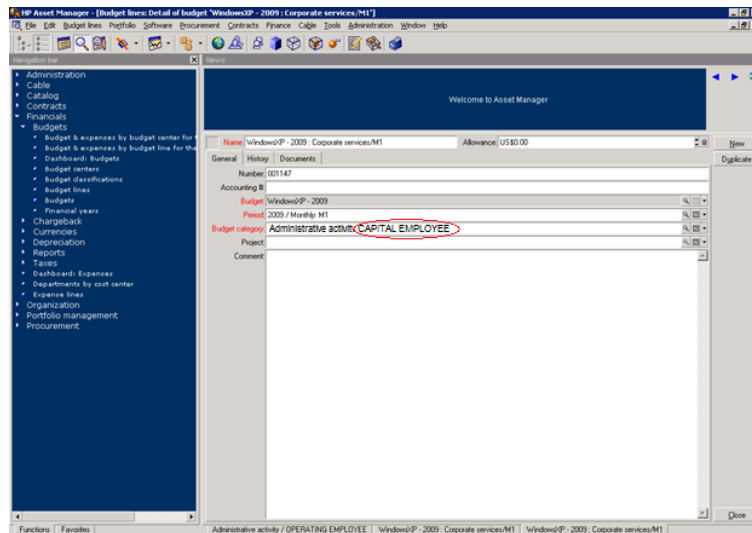 HP Asset Manager - [Budget lines: Detail of budget 'WindowsXP - 2009 : Corporate services/M1']
File Edit Budget lines Portfolio Software Procurement Contracts Finance Cable Tools Administration Window Help
Navigation bar
News
Administration
Cable
Catalog
Contracts
Financials
Budgets
Budget & expenses by budget center for
Budget & expenses by budget line for the
Dashboard: Budgets
Budget centers
Budget classifications
Budget lines
Budgets
Financial years
Chargeback
Currencies
Depreciation
Reports
Taxes
Dashboard: Expenses
Departments by cost center
Expense lines
Organization
Portfolio management
Procurement
Welcome to Asset Manager
Name: WindowsXP - 2009 : Corporate services/M1 Allowance: US$0.00
General History Documents
Number: 001147
Accounting #:
Budget: WindowsXP - 2009
Period: 2009 / Monthly: M1
Budget category: Administrative activity CAPITAL EMPLOYEE
Project:
Comment:
New
Duplicate
Close
Functions Favorites
Administrative activity / OPERATING EMPLOYEE WindowsXP - 2009 : Corporate services/M1 WindowsXP - 2009 : Corporate services/M1